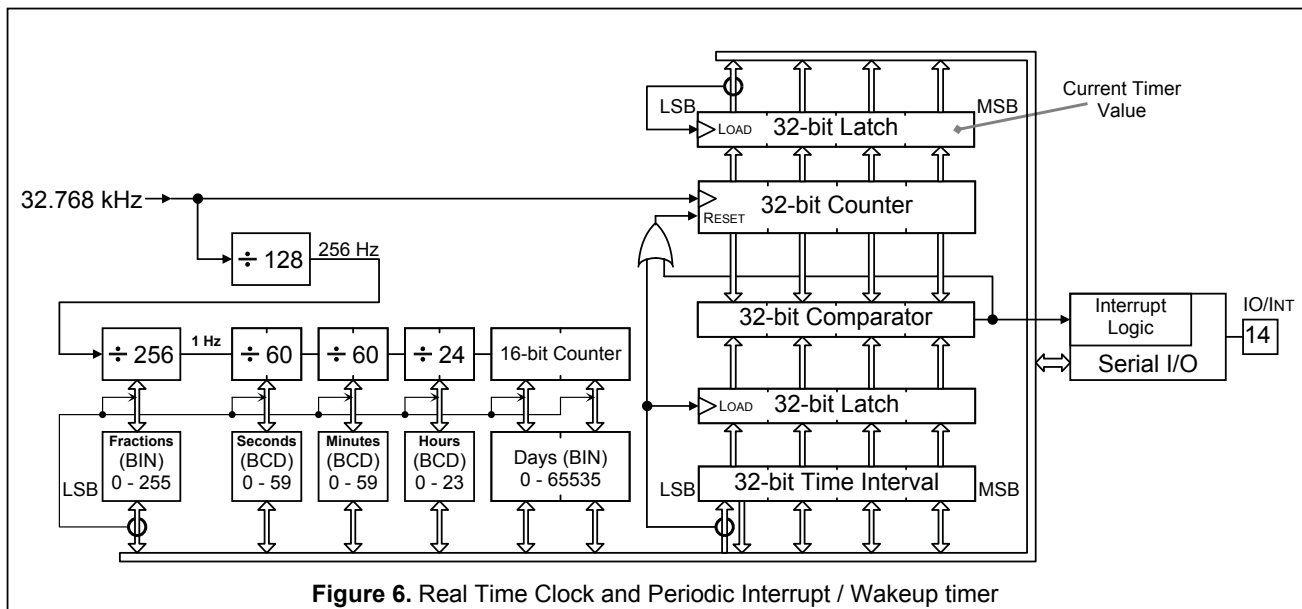 LSB
MSB
Current Timer
Value
LOAD
32-bit Latch
32.768 kHz
32-bit Counter
RESET
÷ 128
256 Hz
32-bit Comparator
Interrupt
Logic
Serial I/O
IO/INT
14
÷ 256
1 Hz
÷ 60
÷ 60
÷ 24
16-bit Counter
LOAD
32-bit Latch
Fractions
(BIN)
0 - 255
Seconds
(BCD)
0 - 59
Minutes
(BCD)
0 - 59
Hours
(BCD)
0 - 23
Days (BIN)
0 - 65535
LSB
LSB
32-bit Time Interval
MSB
Figure 6. Real Time Clock and Periodic Interrupt / Wakeup timer